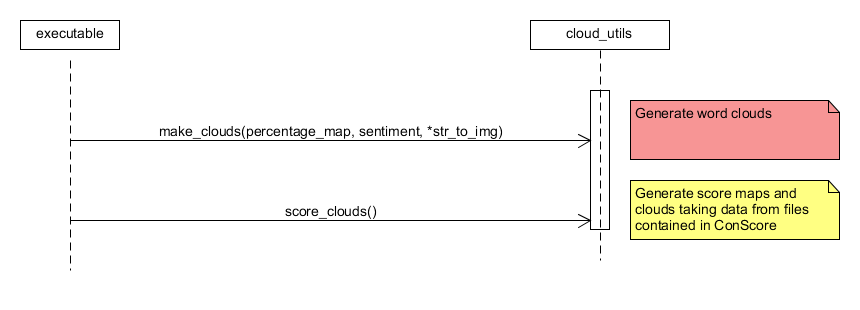 executable
cloud_utils
make_clouds(percentage_map, sentiment, *str_to_img)
Generate word clouds
score_clouds()
Generate score maps and
clouds taking data from files
contained in ConScore